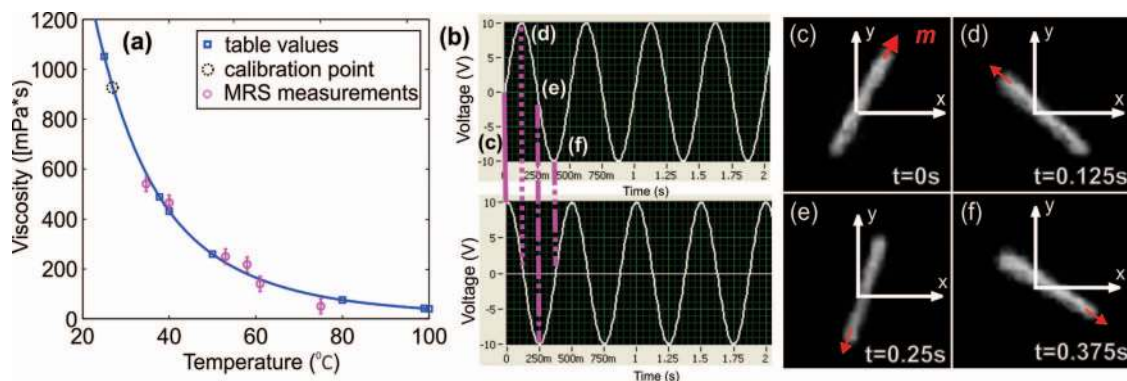 (a)
table values
calibration point
MRS measurements
Viscosity ([mPa*s)
1200
1000
800
600
400
200
0
20
40
60
80
100
Temperature (⁰C)
(b)
Voltage (V)
10
5
0
-5
-10
(d)
(e)
(c)
(f)
0
250m
500m
750m
1
1.25
1.5
1.75
2
Time (s)
Voltage (V)
10
5
0
-5
-10
0
250m
500m
750m
1
1.25
1.5
1.75
2
Time (s)
(c)
y
m
x
t=0s
(d)
y
x
t=0.125s
(e)
y
x
t=0.25s
(f)
y
x
t=0.375s